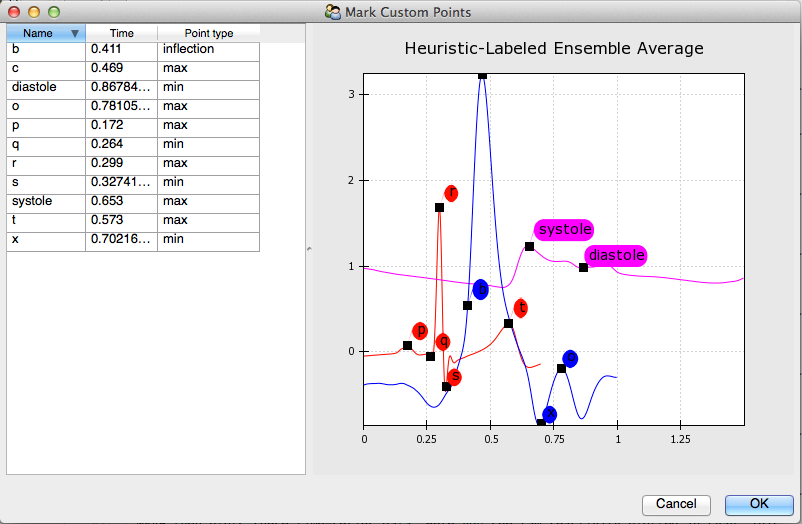 Mark Custom Points
Name Time Point type
b 0.411 inflection
c 0.469 max
diastole 0.86784... min
o 0.78105... max
p 0.172 max
q 0.264 min
r 0.299 max
s 0.32741... min
systole 0.653 max
t 0.573 max
x 0.70216... min
Heuristic-Labeled Ensemble Average
3
2
r
systole
diastole
1
b
t
p
q
0
o
s
x
0 0.25 0.5 0.75 1 1.25
Cancel OK